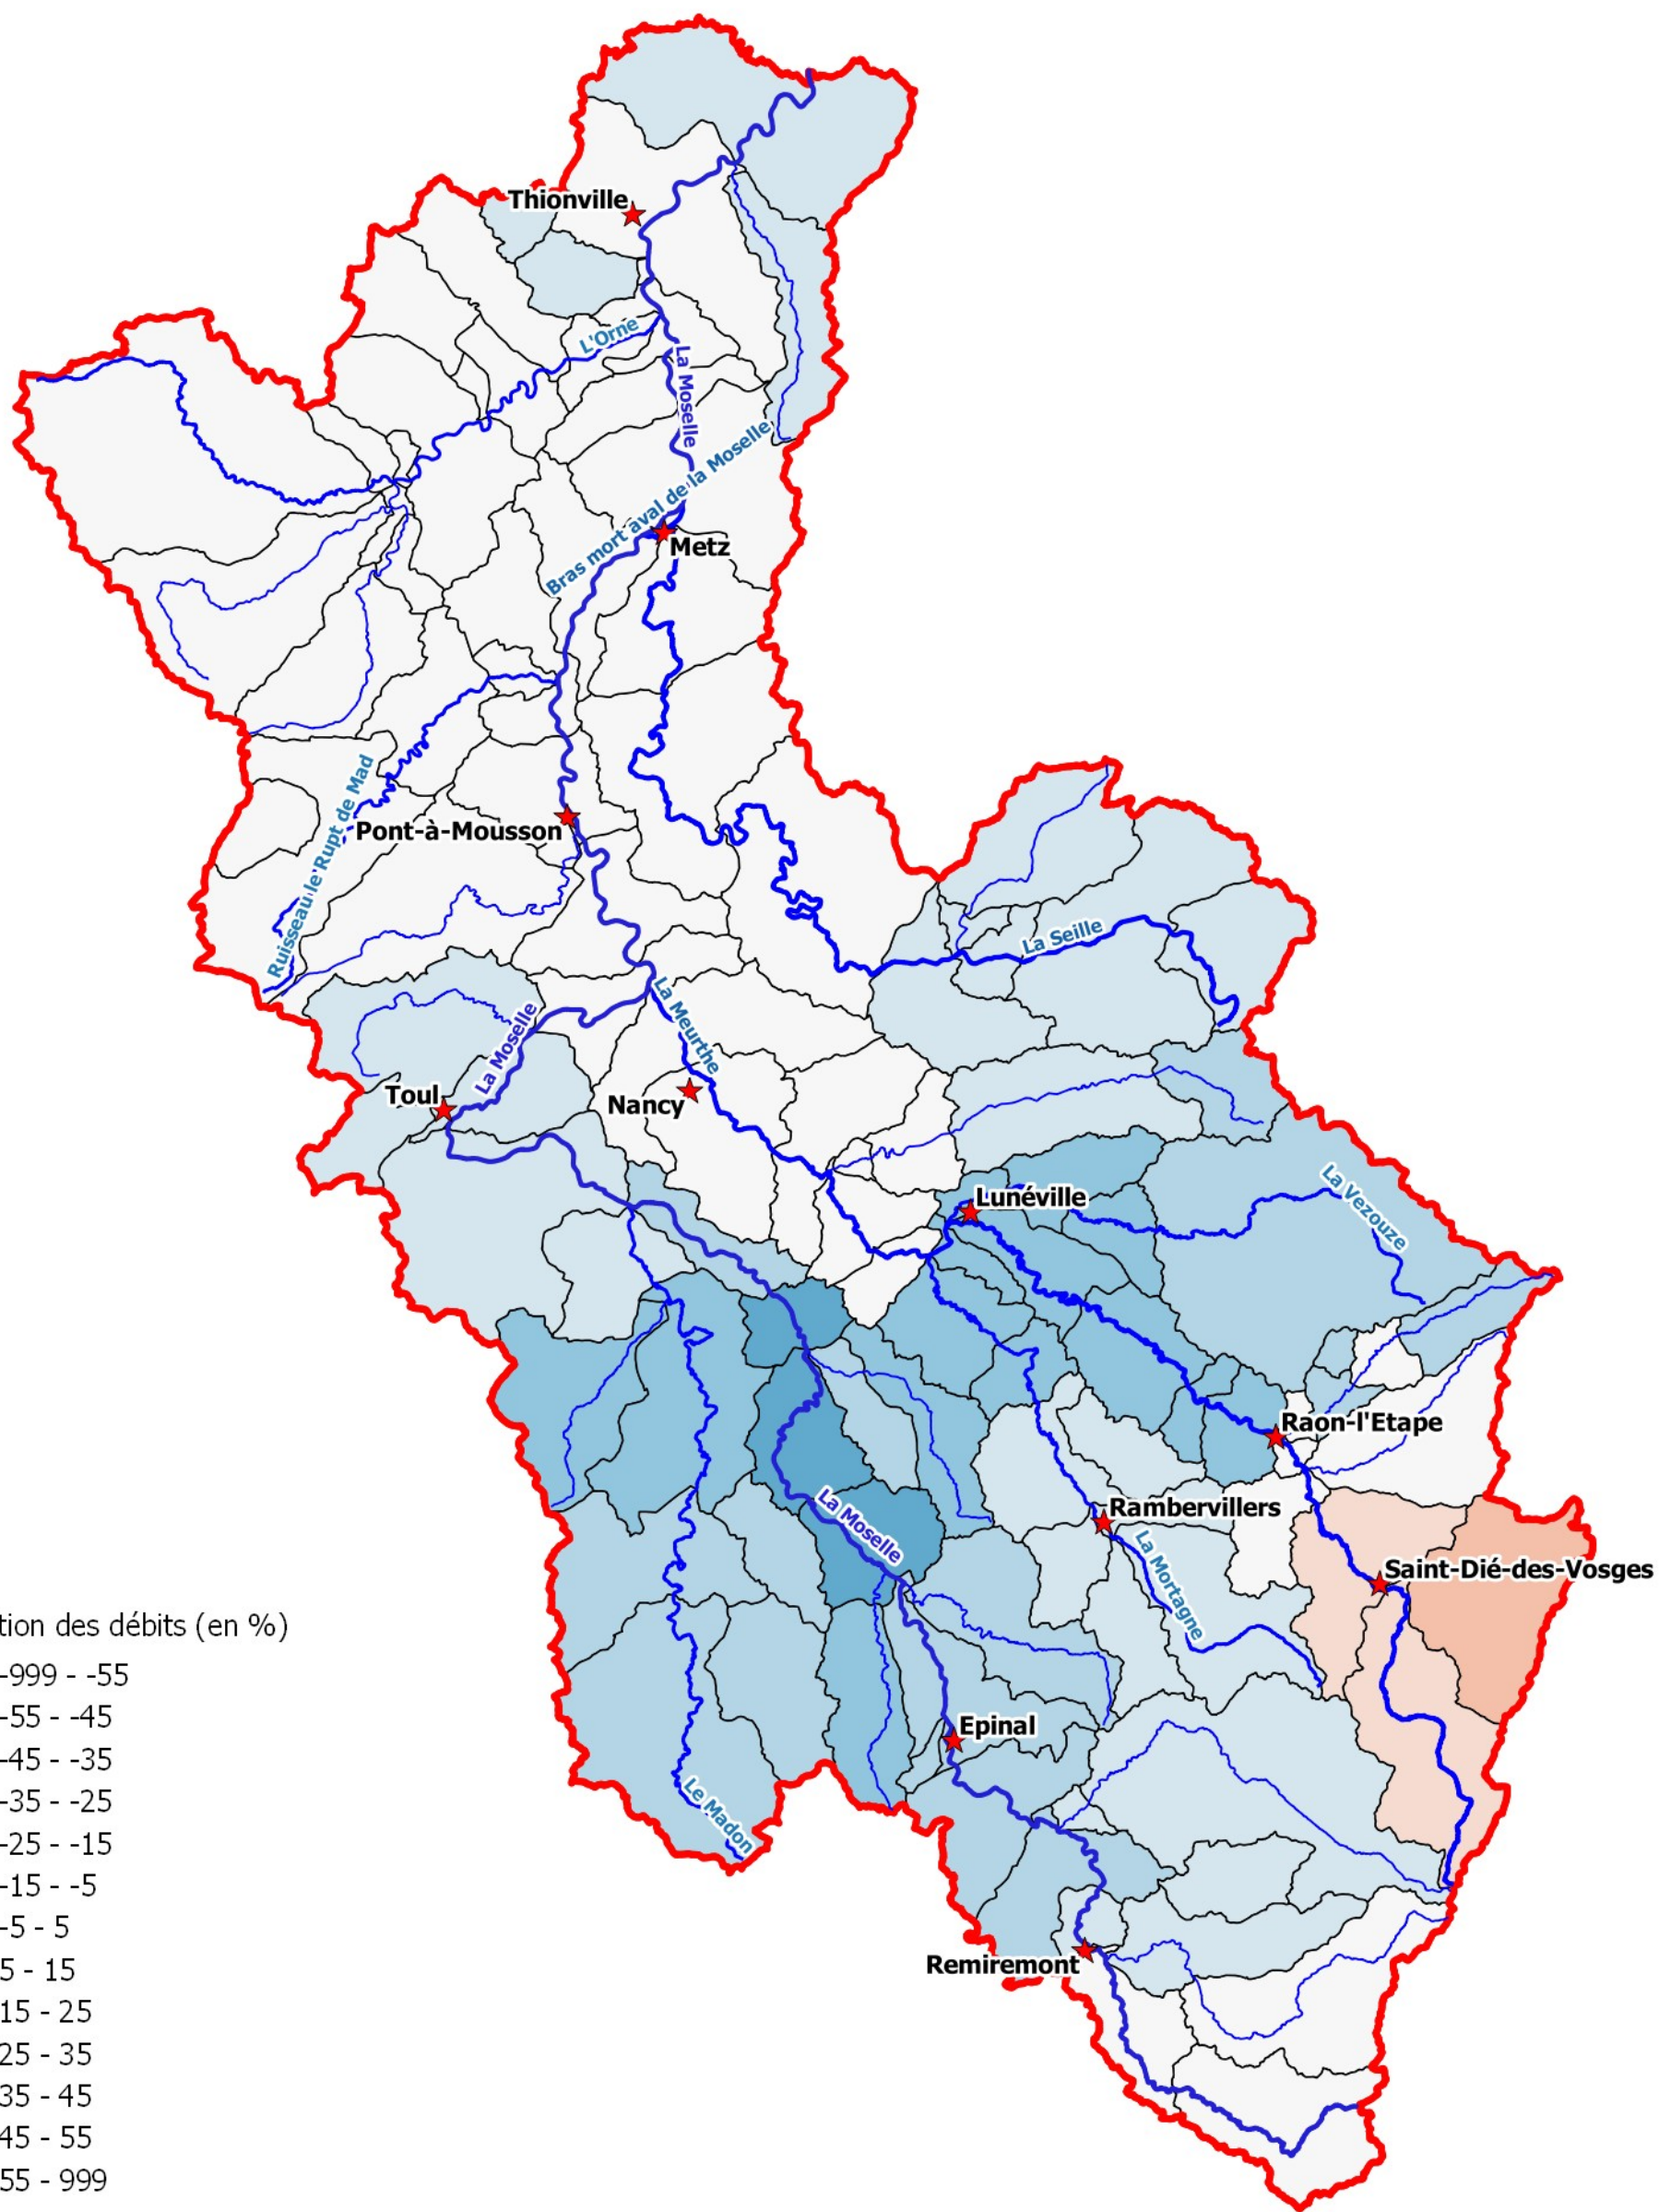 Thionville
L'Orne
La Moselle
Bras mort aval de la Moselle
Metz
Ruisseau le Rupt de Mad
Pont-à-Mousson
La Seille
La Meurthe
La Moselle
Toul
Nancy
La Vezouze
Lunéville
Raon-l'Etape
La Moselle
Rambervillers
La Mortagne
Saint-Dié-des-Vosges
Epinal
Le Madon
Remiremont
tion des débits (en %)
-999 - -55
-55 - -45
-45 - -35
-35 - -25
-25 - -15
-15 - -5
-5 - 5
5 - 15
15 - 25
25 - 35
35 - 45
45 - 55
55 - 999